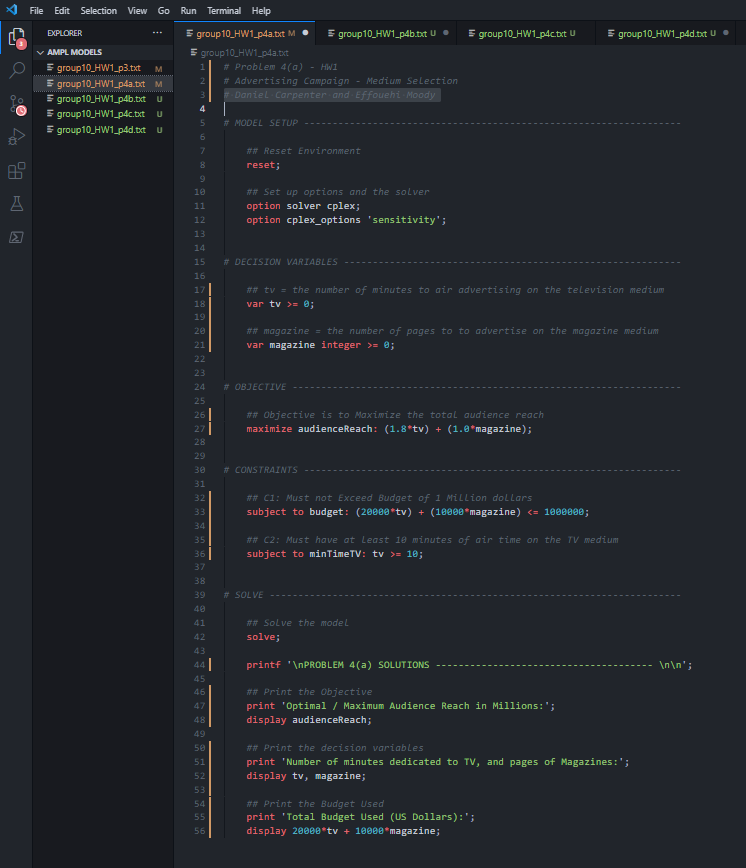 File Edit Selection View Go Run Terminal Help
EXPLORER ...
AMPL MODELS
group10_HW1_p3.txt M
group10_HW1_p4a.txt M
group10_HW1_p4b.txt U
group10_HW1_p4c.txt U
group10_HW1_p4d.txt U
3
group10_HW1_p4a.txt M group10_HW1_p4b.txt U group10_HW1_p4c.txt U group10_HW1_p4d.txt U
group10_HW1_p4a.txt
1 # Problem 4(a) - HW1
2 # Advertising Campaign - Medium Selection
3 # Daniel Carpenter and Effouehi Moody
4
5 # MODEL SETUP ------------------------------------------------------------------
6
7 ## Reset Environment
8 reset;
9
10 ## Set up options and the solver
11 option solver cplex;
12 option cplex_options 'sensitivity';
13
14
15 # DECISION VARIABLES -----------------------------------------------------------
16
17 ## tv = the number of minutes to air advertising on the television medium
18 var tv >= 0;
19
20 ## magazine = the number of pages to to advertise on the magazine medium
21 var magazine integer >= 0;
22
23
24 # OBJECTIVE --------------------------------------------------------------------
25
26 ## Objective is to Maximize the total audience reach
27 maximize audienceReach: (1.8*tv) + (1.0*magazine);
28
29
30 # CONSTRAINTS ------------------------------------------------------------------
31
32 ## C1: Must not Exceed Budget of 1 Million dollars
33 subject to budget: (20000*tv) + (10000*magazine) <= 1000000;
34
35 ## C2: Must have at least 10 minutes of air time on the TV medium
36 subject to minTimeTV: tv >= 10;
37
38
39 # SOLVE ------------------------------------------------------------------------
40
41 ## Solve the model
42 solve;
43
44 printf '\nPROBLEM 4(a) SOLUTIONS -------------------------------------- \n\n';
45
46 ## Print the Objective
47 print 'Optimal / Maximum Audience Reach in Millions:';
48 display audienceReach;
49
50 ## Print the decision variables
51 print 'Number of minutes dedicated to TV, and pages of Magazines:';
52 display tv, magazine;
53
54 ## Print the Budget Used
55 print 'Total Budget Used (US Dollars):';
56 display 20000*tv + 10000*magazine;